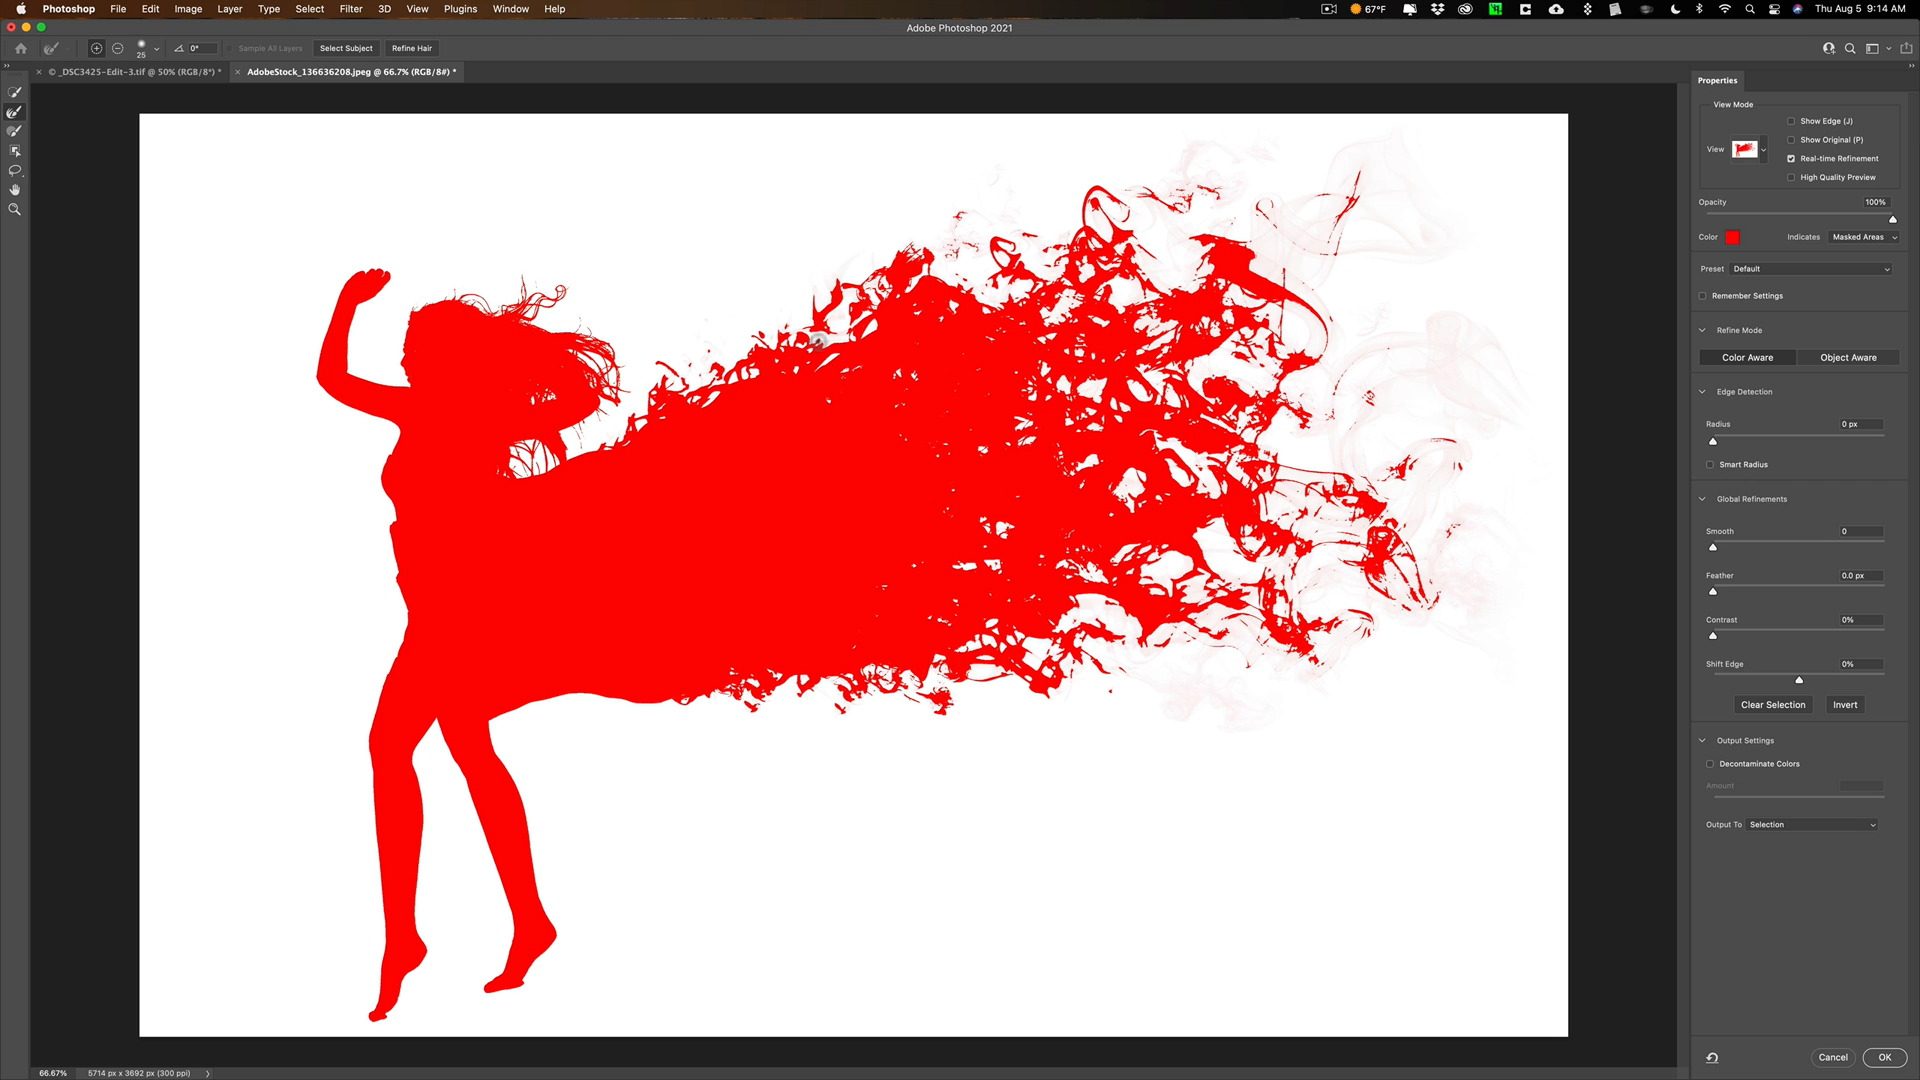 Photoshop File Edit Image Layer Type Select Filter 3D View Plugins Window Help 67°F Thu Aug 5 9:14 AM
Adobe Photoshop 2021
25 0° Sample All Layers Select Subject Refine Hair
× © _DSC3425-Edit-3.tif @ 50% (RGB/8*) * × AdobeStock_136636208.jpeg @ 66.7% (RGB/8#) *
Properties
View Mode
Show Edge (J)
Show Original (P)
View
Real-time Refinement
High Quality Preview
Opacity 100%
Color Indicates Masked Areas
Preset Default
Remember Settings
Refine Mode
Color Aware Object Aware
Edge Detection
Radius 0 px
Smart Radius
Global Refinements
Smooth 0
Feather 0.0 px
Contrast 0%
Shift Edge 0%
Clear Selection Invert
Output Settings
Decontaminate Colors
Amount
Output To Selection
Cancel OK
66.67% 5714 px x 3692 px (300 ppi)